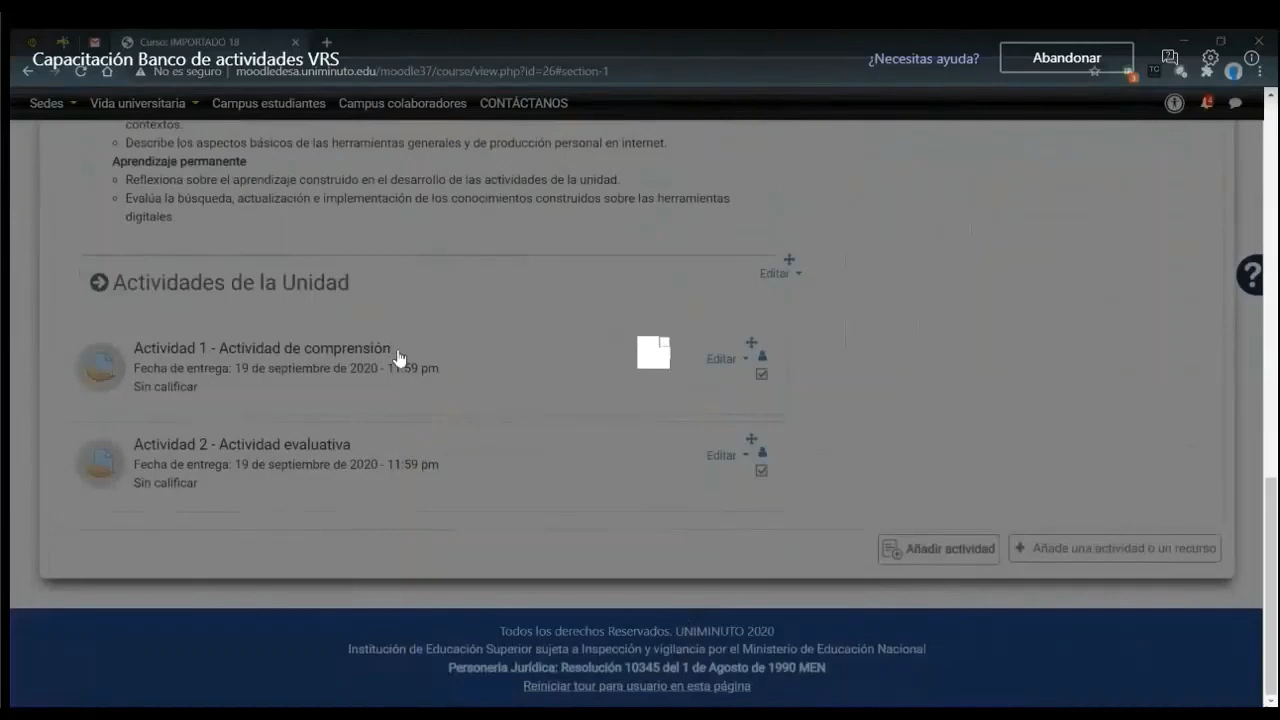 Curso: IMPORTADO 18
Capacitación Banco de actividades VRS
¿Necesitas ayuda?
Abandonar
No es seguro | moodledesa.uniminuto.edu/moodle37/course/view.php?id=26#section-1
Sedes Vida universitaria Campus estudiantes Campus colaboradores CONTÁCTANOS
contextos.
Describe los aspectos básicos de las herramientas generales y de producción personal en internet.
Aprendizaje permanente
Reflexiona sobre el aprendizaje construido en el desarrollo de las actividades de la unidad.
Evalúa la búsqueda, actualización e implementación de los conocimientos construidos sobre las herramientas
digitales
Editar
Actividades de la Unidad
Actividad 1 - Actividad de comprensión
Editar
Fecha de entrega: 19 de septiembre de 2020 - 11:59 pm
Sin calificar
Actividad 2 - Actividad evaluativa
Editar
Fecha de entrega: 19 de septiembre de 2020 - 11:59 pm
Sin calificar
Añadir actividad
Añade una actividad o un recurso
Todos los derechos Reservados. UNIMINUTO 2020
Institución de Educación Superior sujeta a Inspección y vigilancia por el Ministerio de Educación Nacional
Personería Jurídica: Resolución 10345 del 1 de Agosto de 1990 MEN
Reiniciar tour para usuario en esta página